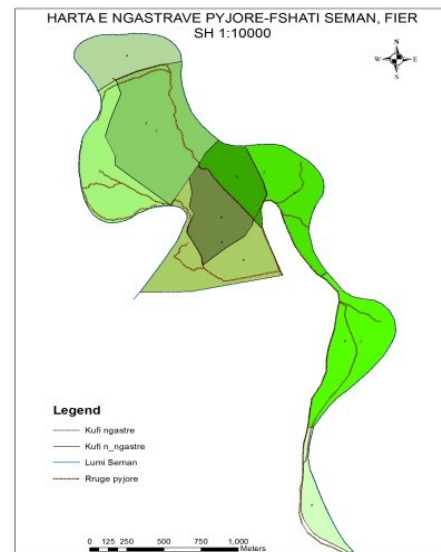 HARTA E NGASTRAVE PYJORE-FSHATI SEMAN, FIER
SH 1:10000
N
W E
S
Legend
Kufi ngastre
Kufi n_ngastre
Lumi Seman
Rruge pyjore
0 125 250 500 750 1,000
Meters